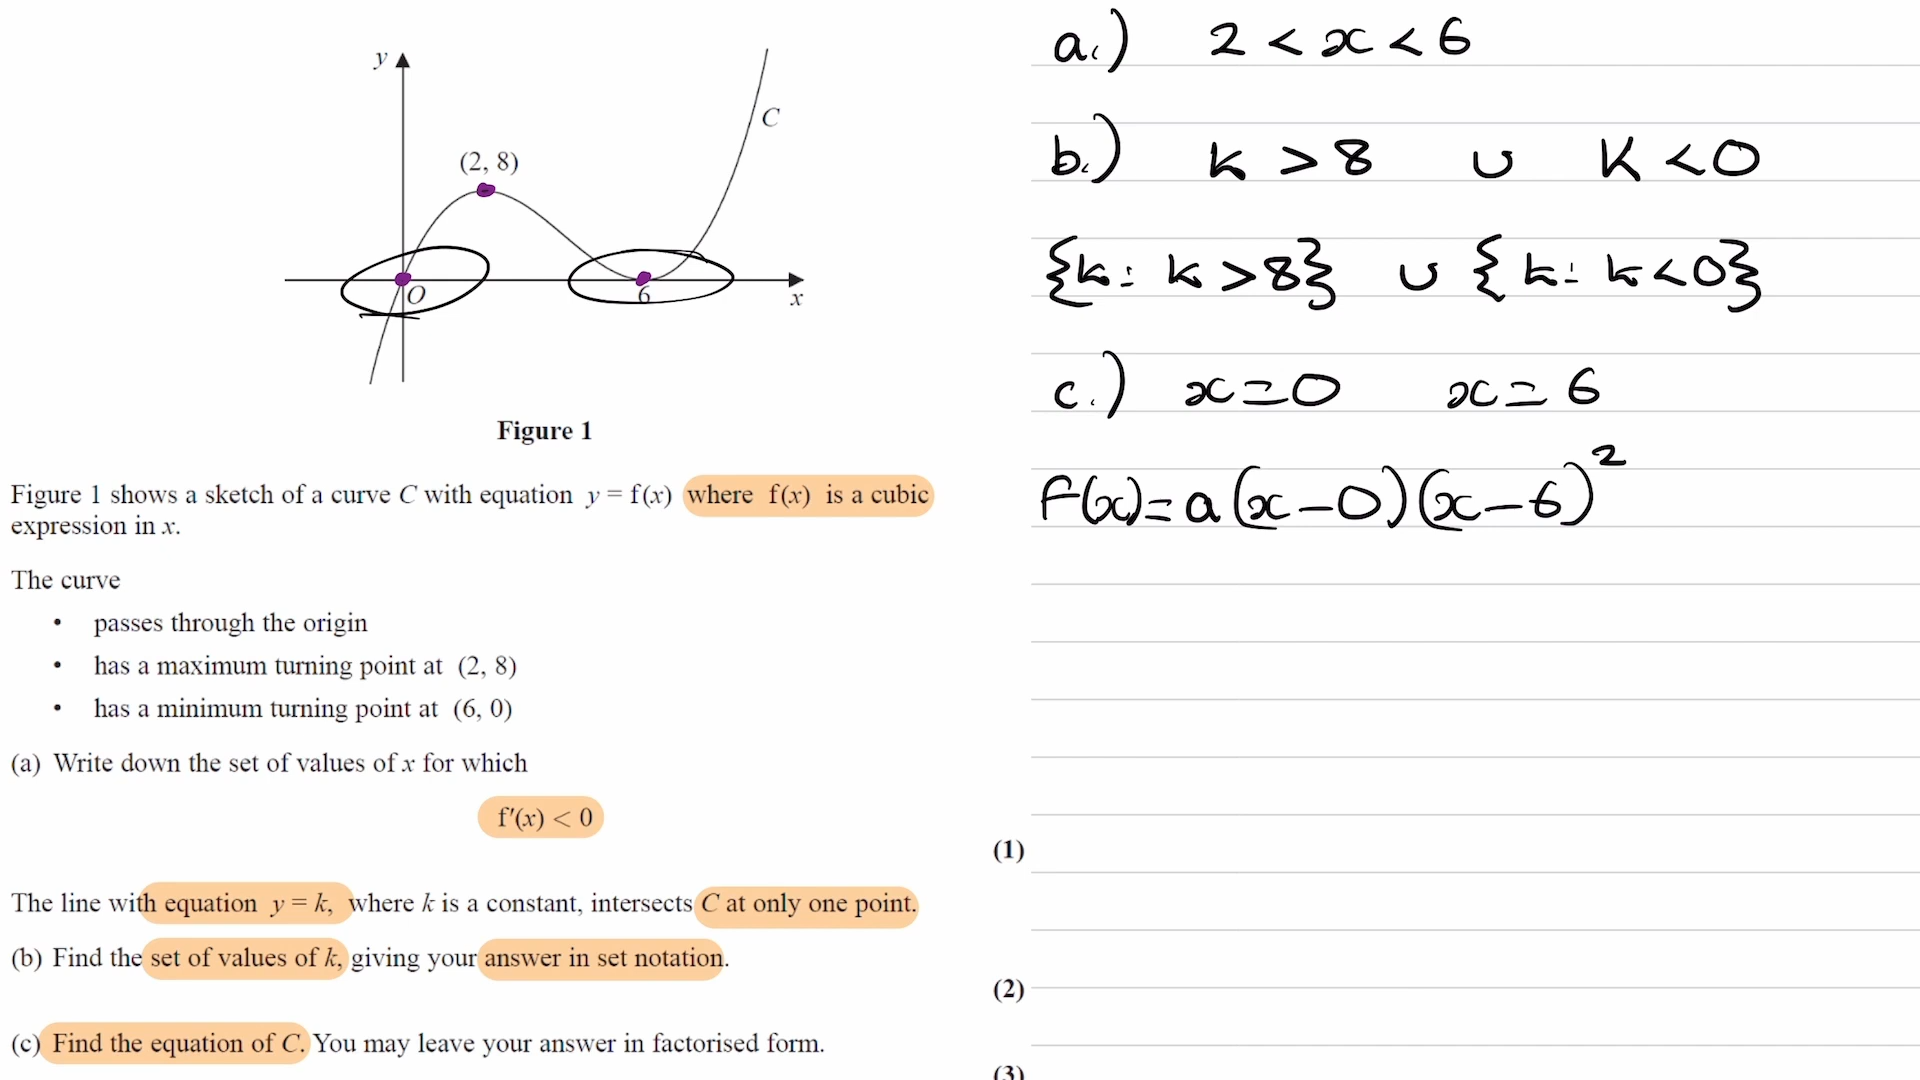 y
C
(2, 8)
O
6
x
Figure 1
Figure 1 shows a sketch of a curve C with equation y = f(x) where f(x) is a cubic
expression in x.
The curve
• passes through the origin
• has a maximum turning point at (2, 8)
• has a minimum turning point at (6, 0)
(a) Write down the set of values of x for which
f′(x) < 0
(1)
The line with equation y = k, where k is a constant, intersects C at only one point.
(b) Find the set of values of k, giving your answer in set notation.
(2)
(c) Find the equation of C. You may leave your answer in factorised form.
(3)
a.) 2 < x < 6
b.) k > 8 ∪ K < 0
{k: k > 8} ∪ {k: k < 0}
c.) x = 0 x = 6
F(x) = a(x − 0)(x − 6)²